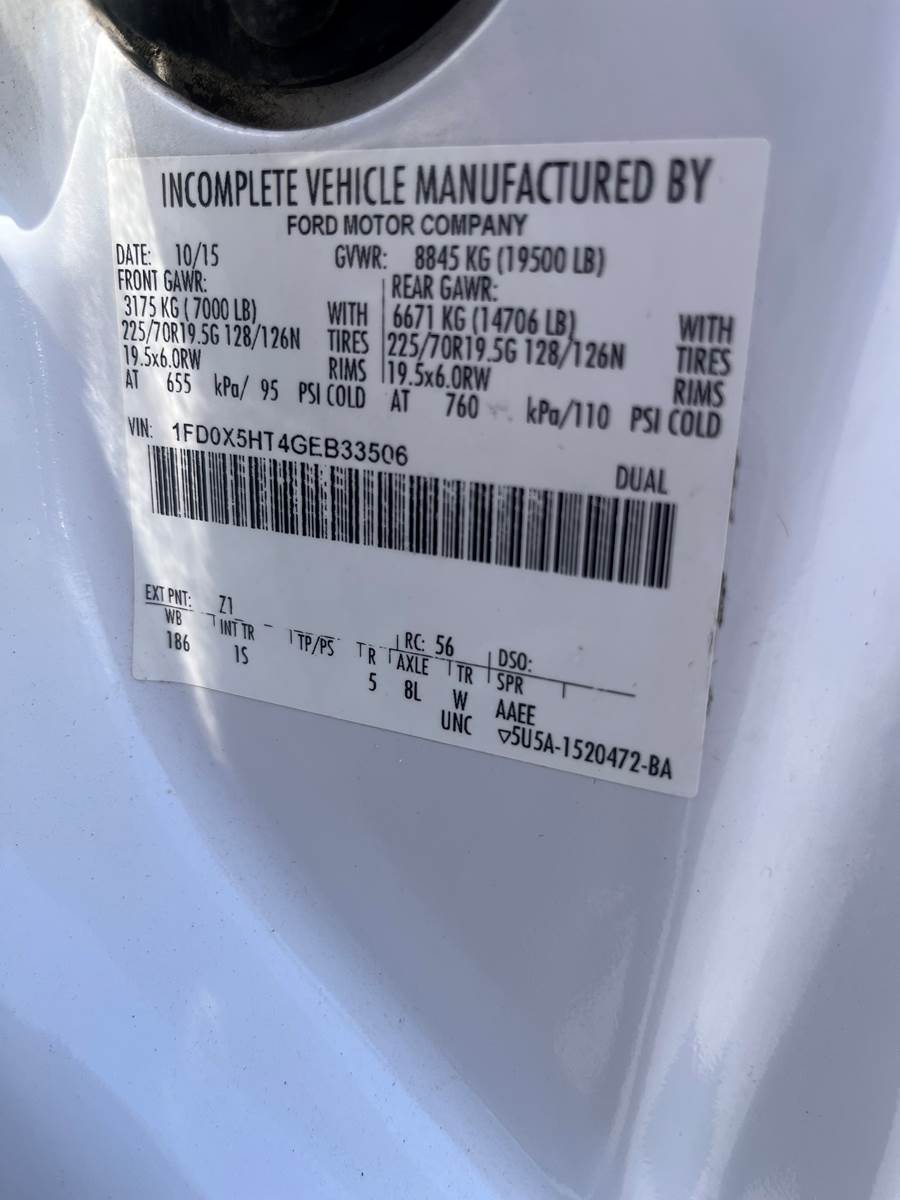 INCOMPLETE VEHICLE MANUFACTURED BY
FORD MOTOR COMPANY
DATE: 10/15 GVWR: 8845 KG (19500 LB)
FRONT GAWR: REAR GAWR:
3175 KG ( 7000 LB) WITH 6671 KG (14706 LB) WITH
225/70R19.5G 128/126N TIRES 225/70R19.5G 128/126N TIRES
19.5x6.0RW RIMS 19.5x6.0RW RIMS
AT 655 kPa/ 95 PSI COLD AT 760 kPa/110 PSI COLD
VIN: 1FD0X5HT4GEB33506
DUAL
EXT PNT: Z1 RC: 56 DSO:
WB INT TR TP/PS R AXLE TR SPR
186 1S 5 8L W AAEE
UNC ▽5U5A-1520472-BA